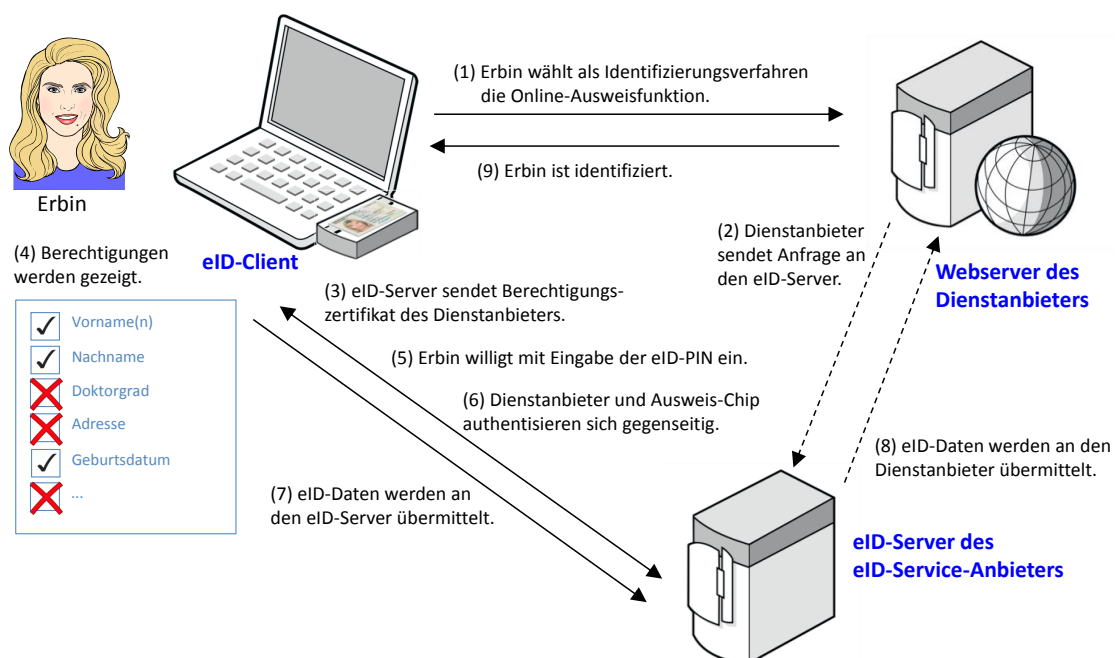 (1) Erbin wählt als Identifizierungsverfahren
die Online-Ausweisfunktion.
(9) Erbin ist identifiziert.
Erbin
(4) Berechtigungen
werden gezeigt.
eID-Client
(2) Dienstanbieter
sendet Anfrage an
den eID-Server.
Webserver des
Dienstanbieters
(3) eID-Server sendet Berechtigungs-
zertifikat des Dienstanbieters.
Vorname(n)
Nachname
Doktorgrad
Adresse
Geburtsdatum
...
(5) Erbin willigt mit Eingabe der eID-PIN ein.
(6) Dienstanbieter und Ausweis-Chip
authentisieren sich gegenseitig.
(7) eID-Daten werden an
den eID-Server übermittelt.
(8) eID-Daten werden an den
Dienstanbieter übermittelt.
eID-Server des
eID-Service-Anbieters